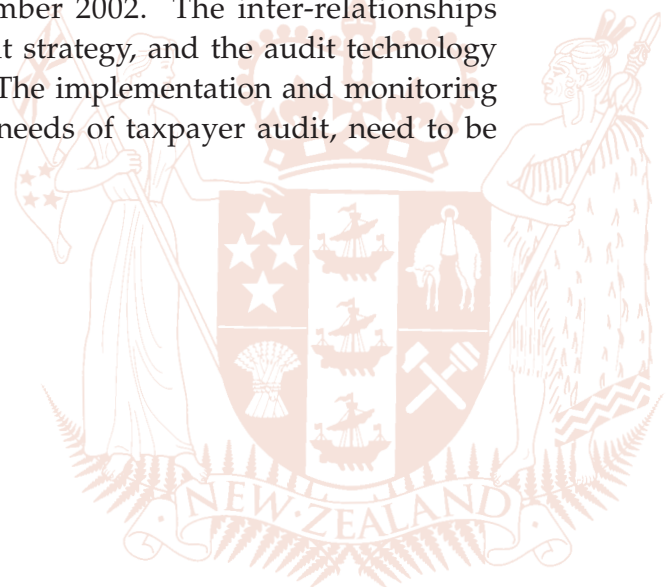 mber 2002. The inter-relationships
it strategy, and the audit technology
The implementation and monitoring
needs of taxpayer audit, need to be
NEW·ZEALAND